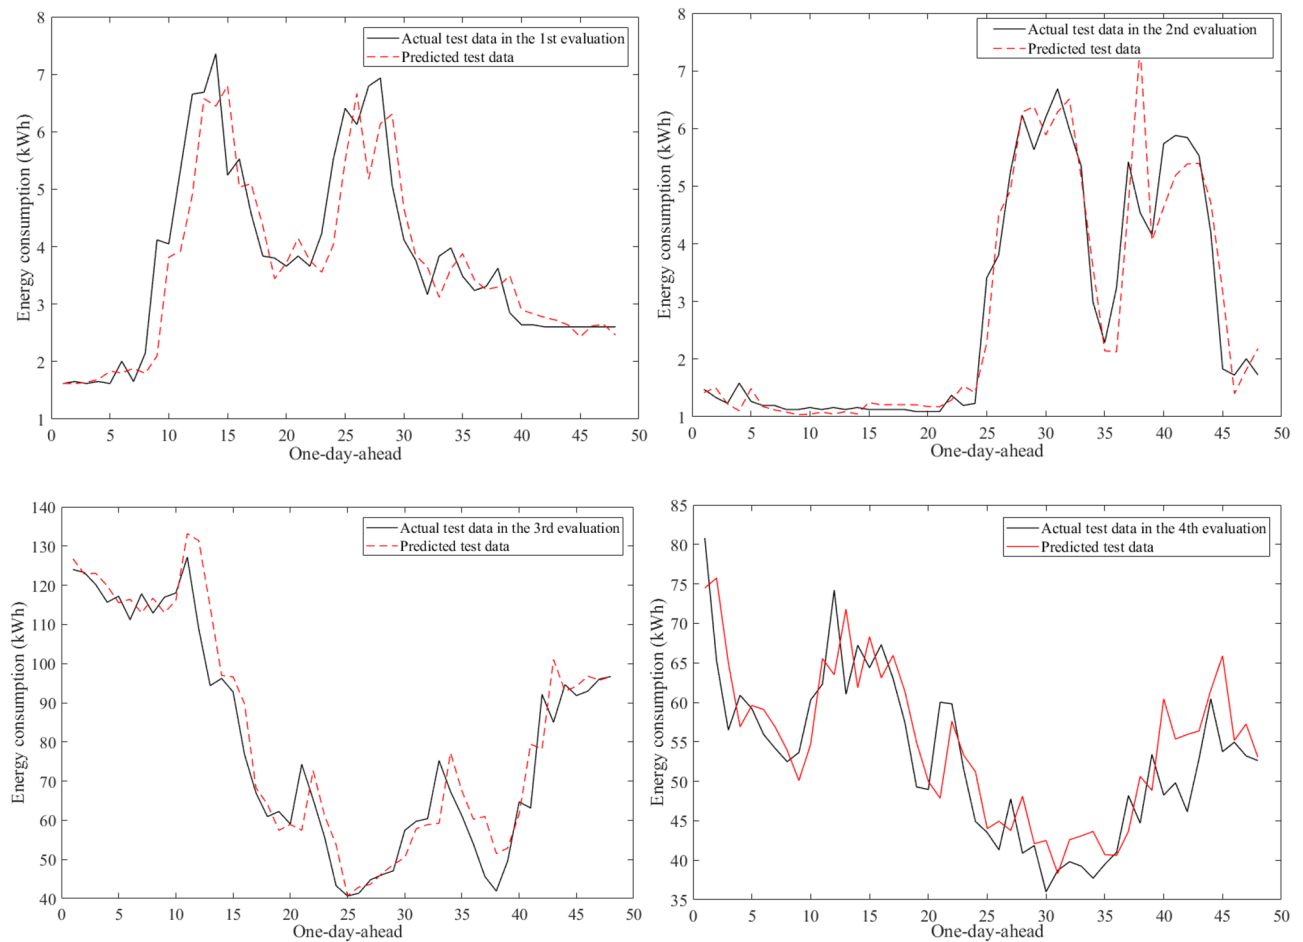 8
7
6
5
4
3
2
1
Energy consumption (kWh)
Actual test data in the 1st evaluation
Predicted test data
0 5 10 15 20 25 30 35 40 45 50
One-day-ahead
8
7
6
5
4
3
2
1
Energy consumption (kWh)
Actual test data in the 2nd evaluation
Predicted test data
0 5 10 15 20 25 30 35 40 45 50
One-day-ahead
140
130
120
110
100
90
80
70
60
50
40
Energy consumption (kWh)
Actual test data in the 3rd evaluation
Predicted test data
0 5 10 15 20 25 30 35 40 45 50
One-day-ahead
85
80
75
70
65
60
55
50
45
40
35
Energy consumption (kWh)
Actual test data in the 4th evaluation
Predicted test data
0 5 10 15 20 25 30 35 40 45 50
One-day-ahead